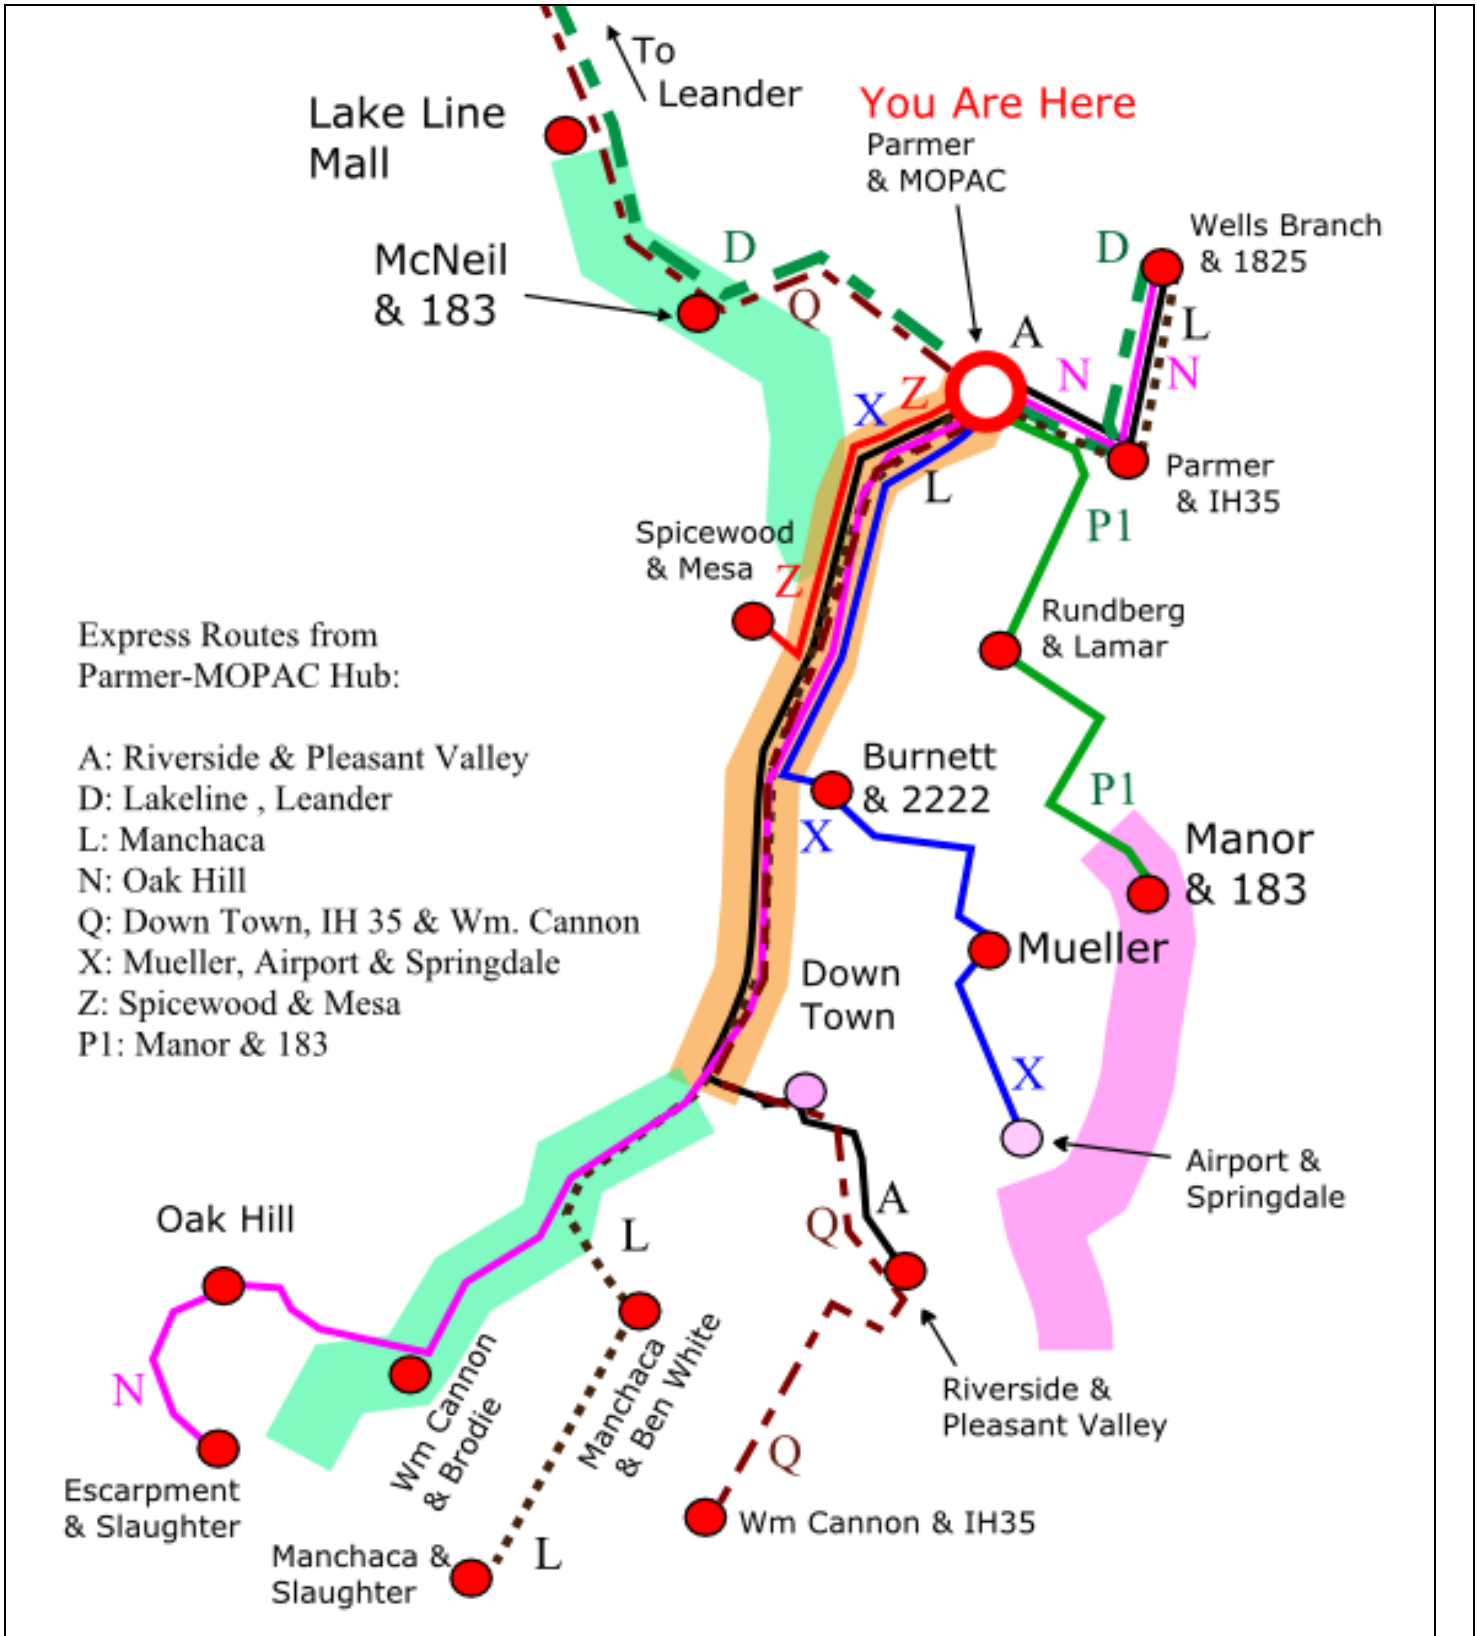 To
Leander
Lake Line
Mall
You Are Here
Parmer
& MOPAC
Wells Branch
& 1825
McNeil
& 183
D
Q
D
A
L
N
N
Z
X
L
Parmer
& IH35
P1
Spicewood
& Mesa
Z
Rundberg
& Lamar
Express Routes from
Parmer-MOPAC Hub:
A: Riverside & Pleasant Valley
D: Lakeline , Leander
L: Manchaca
N: Oak Hill
Q: Down Town, IH 35 & Wm. Cannon
X: Mueller, Airport & Springdale
Z: Spicewood & Mesa
P1: Manor & 183
Burnett
& 2222
X
P1
Manor
& 183
Mueller
Down
Town
X
Airport &
Springdale
A
Q
L
Oak Hill
N
Wm Cannon
& Brodie
Manchaca
& Ben White
Riverside &
Pleasant Valley
Q
Escarpment
& Slaughter
Wm Cannon & IH35
L
Manchaca &
Slaughter